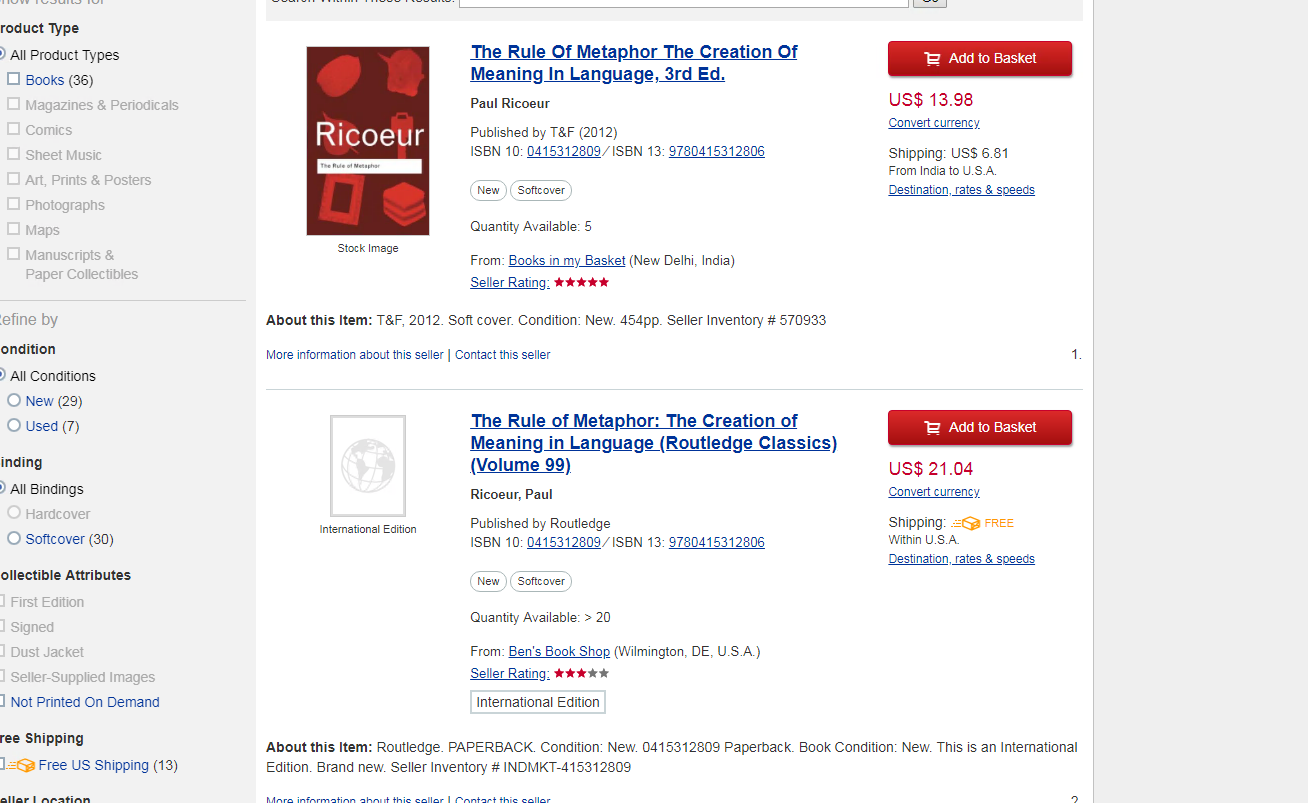 Search Within These Results:
Product Type
All Product Types
Books (36)
Magazines & Periodicals
Comics
Sheet Music
Art, Prints & Posters
Photographs
Maps
Manuscripts &
Paper Collectibles
Refine by
Condition
All Conditions
New (29)
Used (7)
Binding
All Bindings
Hardcover
Softcover (30)
Collectible Attributes
First Edition
Signed
Dust Jacket
Seller-Supplied Images
Not Printed On Demand
Free Shipping
Free US Shipping (13)
Seller Location
Ricoeur
The Rule of Metaphor
Stock Image
The Rule Of Metaphor The Creation Of
Meaning In Language, 3rd Ed.
Paul Ricoeur
Published by T&F (2012)
ISBN 10: 0415312809 / ISBN 13: 9780415312806
New Softcover
Quantity Available: 5
From: Books in my Basket (New Delhi, India)
Seller Rating:
Add to Basket
US$ 13.98
Convert currency
Shipping: US$ 6.81
From India to U.S.A.
Destination, rates & speeds
About this Item: T&F, 2012. Soft cover. Condition: New. 454pp. Seller Inventory # 570933
More information about this seller | Contact this seller
1.
International Edition
The Rule of Metaphor: The Creation of
Meaning in Language (Routledge Classics)
(Volume 99)
Ricoeur, Paul
Published by Routledge
ISBN 10: 0415312809 / ISBN 13: 9780415312806
New Softcover
Quantity Available: > 20
From: Ben's Book Shop (Wilmington, DE, U.S.A.)
Seller Rating:
International Edition
Add to Basket
US$ 21.04
Convert currency
Shipping: FREE
Within U.S.A.
Destination, rates & speeds
About this Item: Routledge. PAPERBACK. Condition: New. 0415312809 Paperback. Book Condition: New. This is an International
Edition. Brand new. Seller Inventory # INDMKT-415312809
More information about this seller | Contact this seller
2.